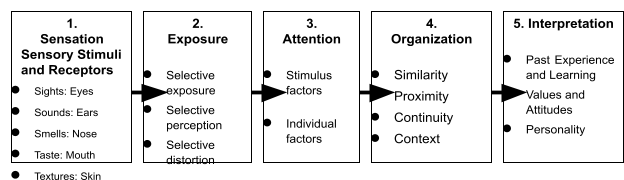 1.
Sensation
Sensory Stimuli
and Receptors
Sights: Eyes
Sounds: Ears
Smells: Nose
Taste: Mouth
Textures: Skin
2.
Exposure
Selective
exposure
Selective
perception
Selective
distortion
3.
Attention
Stimulus
factors
Individual
factors
4.
Organization
Similarity
Proximity
Continuity
Context
5. Interpretation
Past Experience
and Learning
Values and
Attitudes
Personality